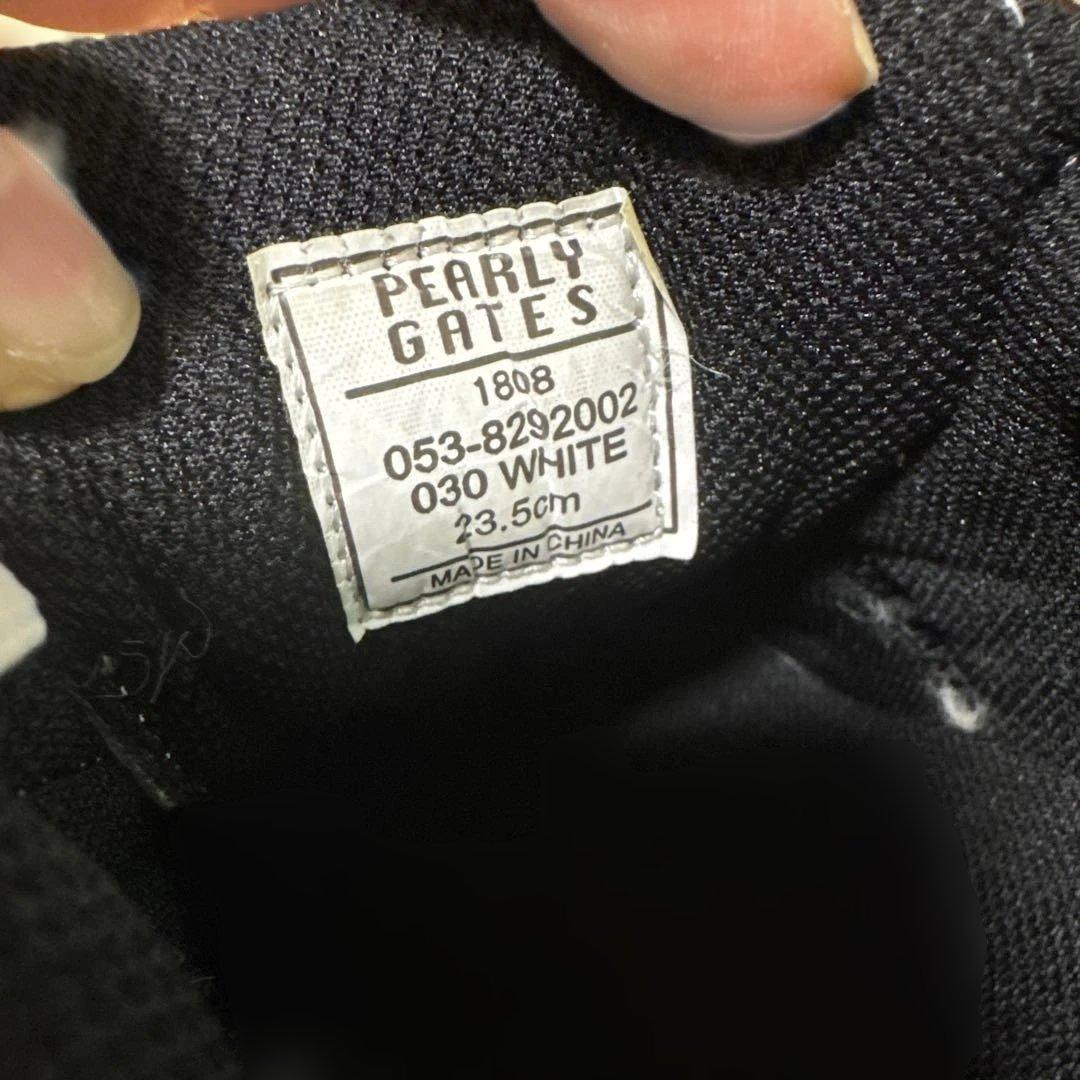 PEARLY
GATES
1808
053-8292002
030 WHITE
23.5cm
MADE IN CHINA